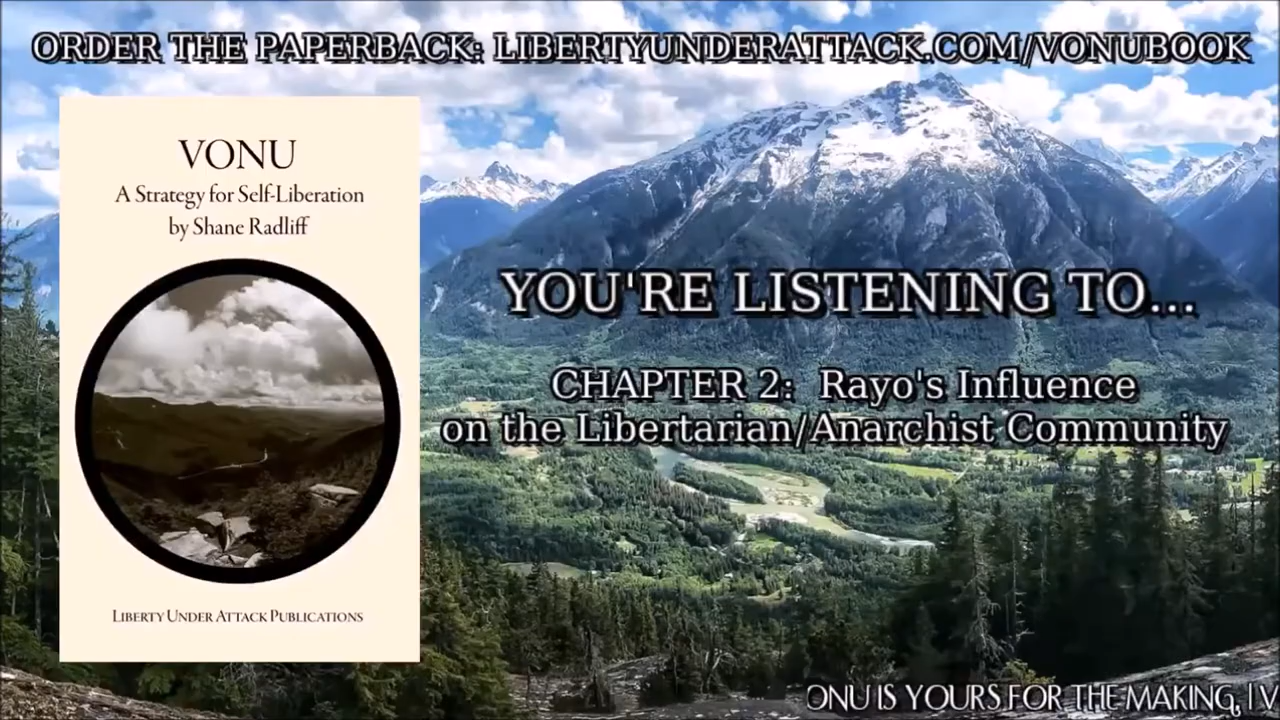 ORDER THE PAPERBACK: LIBERTYUNDERATTACK.COM/VONUBOOK
VONU
A Strategy for Self-Liberation
by Shane Radliff
LIBERTY UNDER ATTACK PUBLICATIONS
YOU'RE LISTENING TO...
CHAPTER 2: Rayo's Influence
on the Libertarian/Anarchist Community
ONU IS YOURS FOR THE MAKING, | V